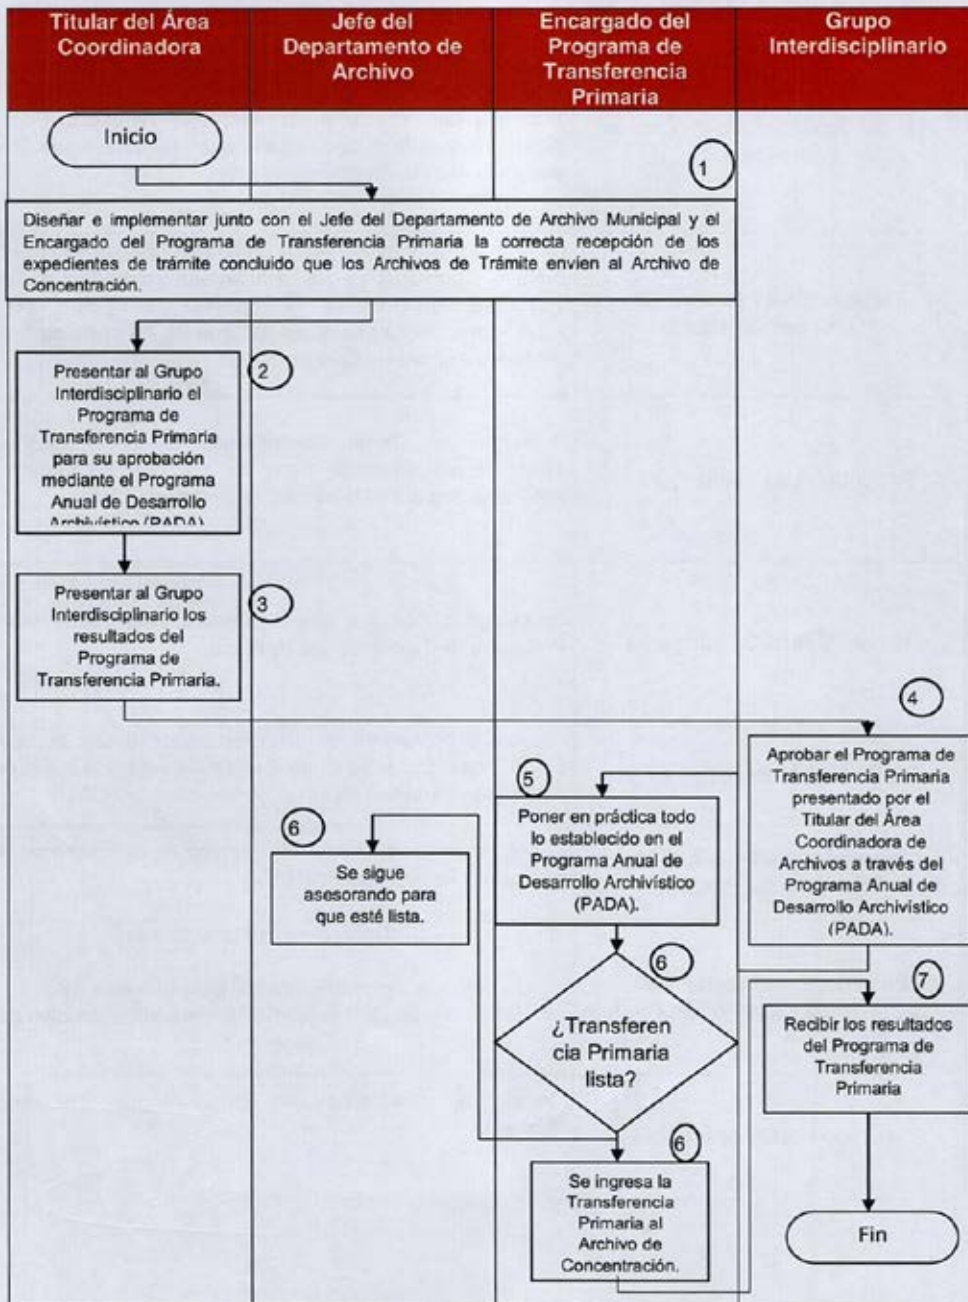 Titular del Área
Coordinadora
Jefe del
Departamento de
Archivo
Encargado del
Programa de
Transferencia
Primaria
Grupo
Interdisciplinario
Inicio
1
Diseñar e implementar junto con el Jefe del Departamento de Archivo Municipal y el
Encargado del Programa de Transferencia Primaria la correcta recepción de los
expedientes de trámite concluido que los Archivos de Trámite envíen al Archivo de
Concentración.
2
Presentar al Grupo
Interdisciplinario el
Programa de
Transferencia Primaria
para su aprobación
mediante el Programa
Anual de Desarrollo
Archivístico (PADA)
3
Presentar al Grupo
Interdisciplinario los
resultados del
Programa de
Transferencia Primaria.
4
Aprobar el Programa de
Transferencia Primaria
presentado por el
Titular del Área
Coordinadora de
Archivos a través del
Programa Anual de
Desarrollo Archivístico
(PADA).
5
Poner en práctica todo
lo establecido en el
Programa Anual de
Desarrollo Archivístico
(PADA).
6
Se sigue
asesorando para
que esté lista.
6
¿Transferen
cia Primaria
lista?
6
Se ingresa la
Transferencia
Primaria al
Archivo de
Concentración.
7
Recibir los resultados
del Programa de
Transferencia
Primaria
Fin